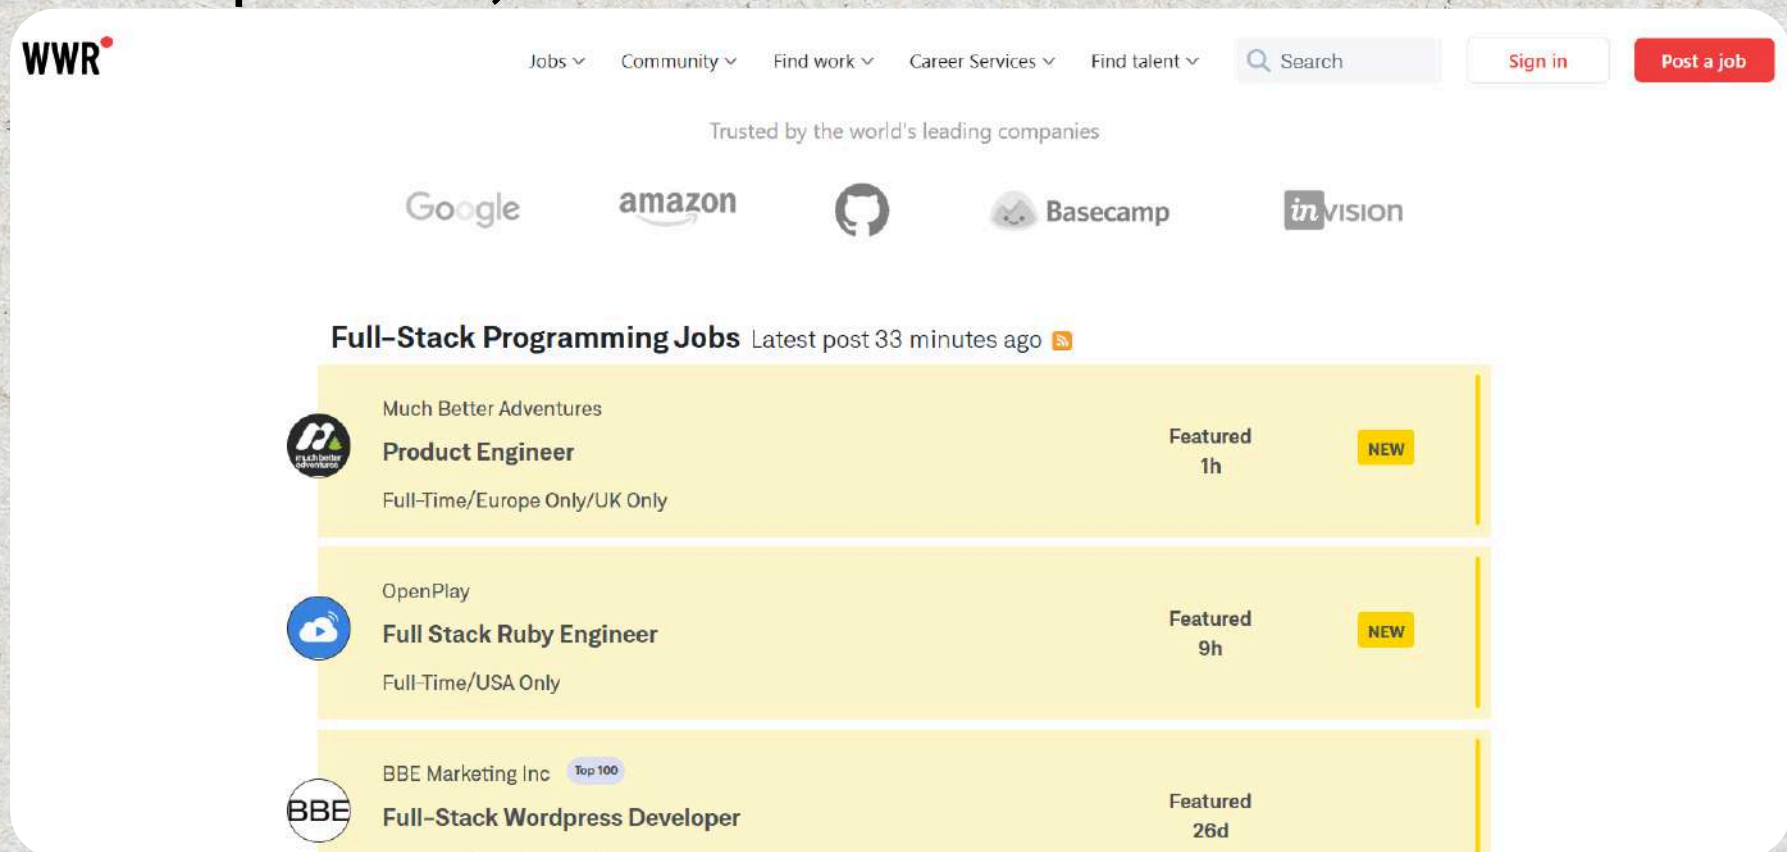 WWR
Jobs Community Find work Career Services Find talent Search Sign in Post a job
Trusted by the world's leading companies
Google amazon Basecamp invision
Full-Stack Programming Jobs Latest post 33 minutes ago
Much Better Adventures
much better
adventures
Product Engineer
Featured
1h
NEW
Full-Time/Europe Only/UK Only
OpenPlay
Full Stack Ruby Engineer
Featured
9h
NEW
Full-Time/USA Only
BBE Marketing Inc Top 100
BBE
Full-Stack Wordpress Developer
Featured
26d